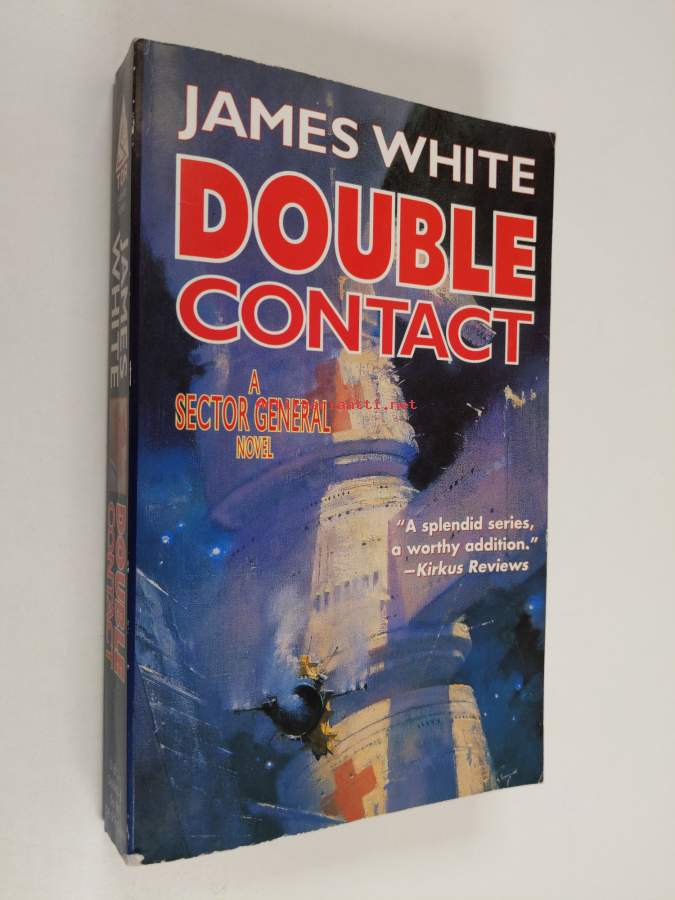 JAMES WHITE
DOUBLE
CONTACT
A
SECTOR GENERAL
NOVEL
"A splendid series,
a worthy addition."
—Kirkus Reviews
JAMES
WHITE
DOUBLE
CONTACT